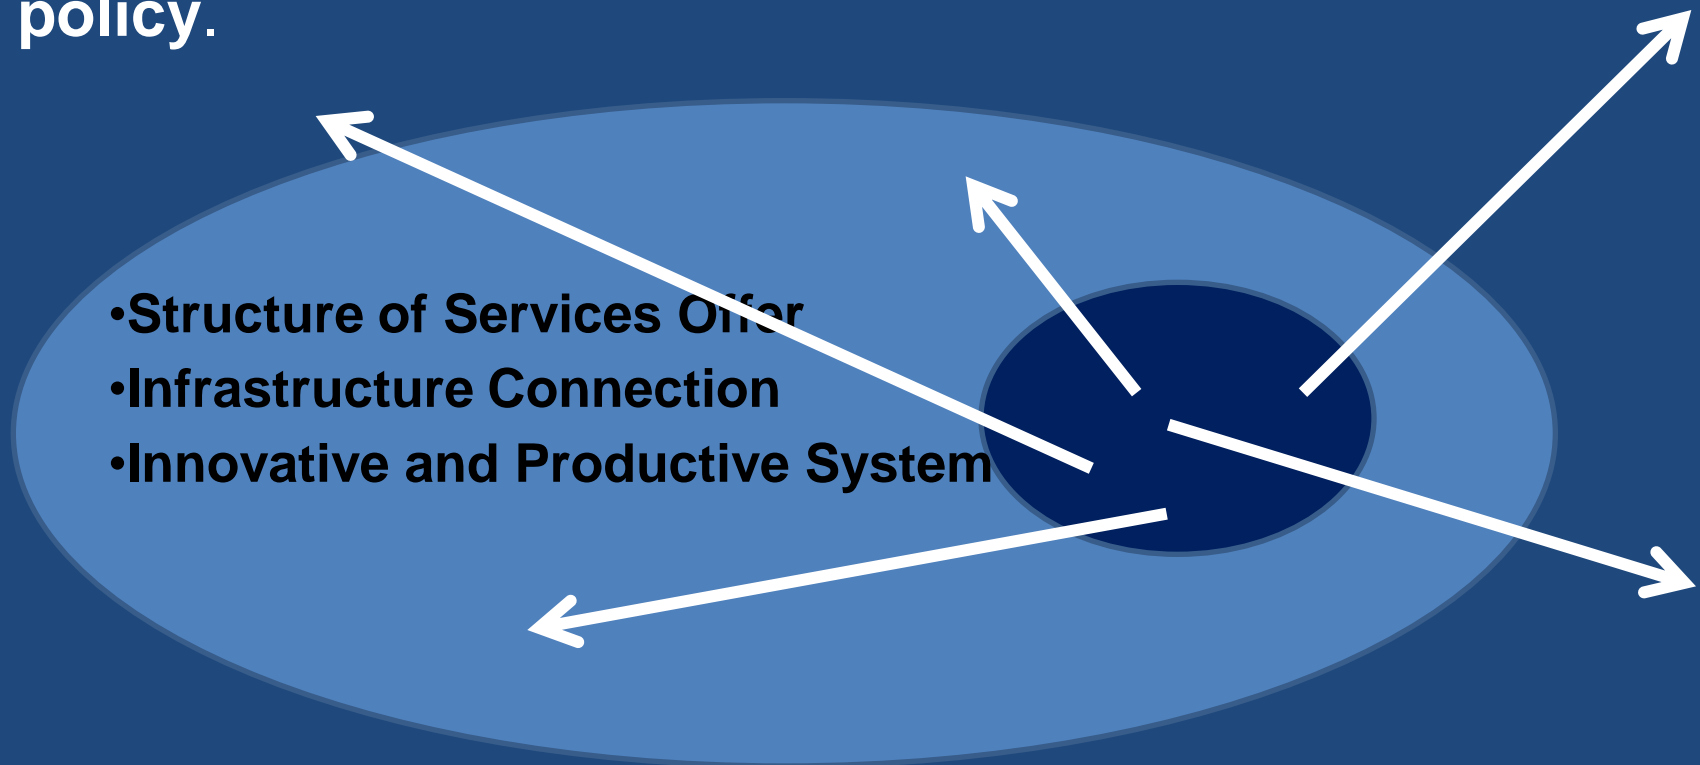 policy.
•Structure of Services Offer
•Infrastructure Connection
•Innovative and Productive System